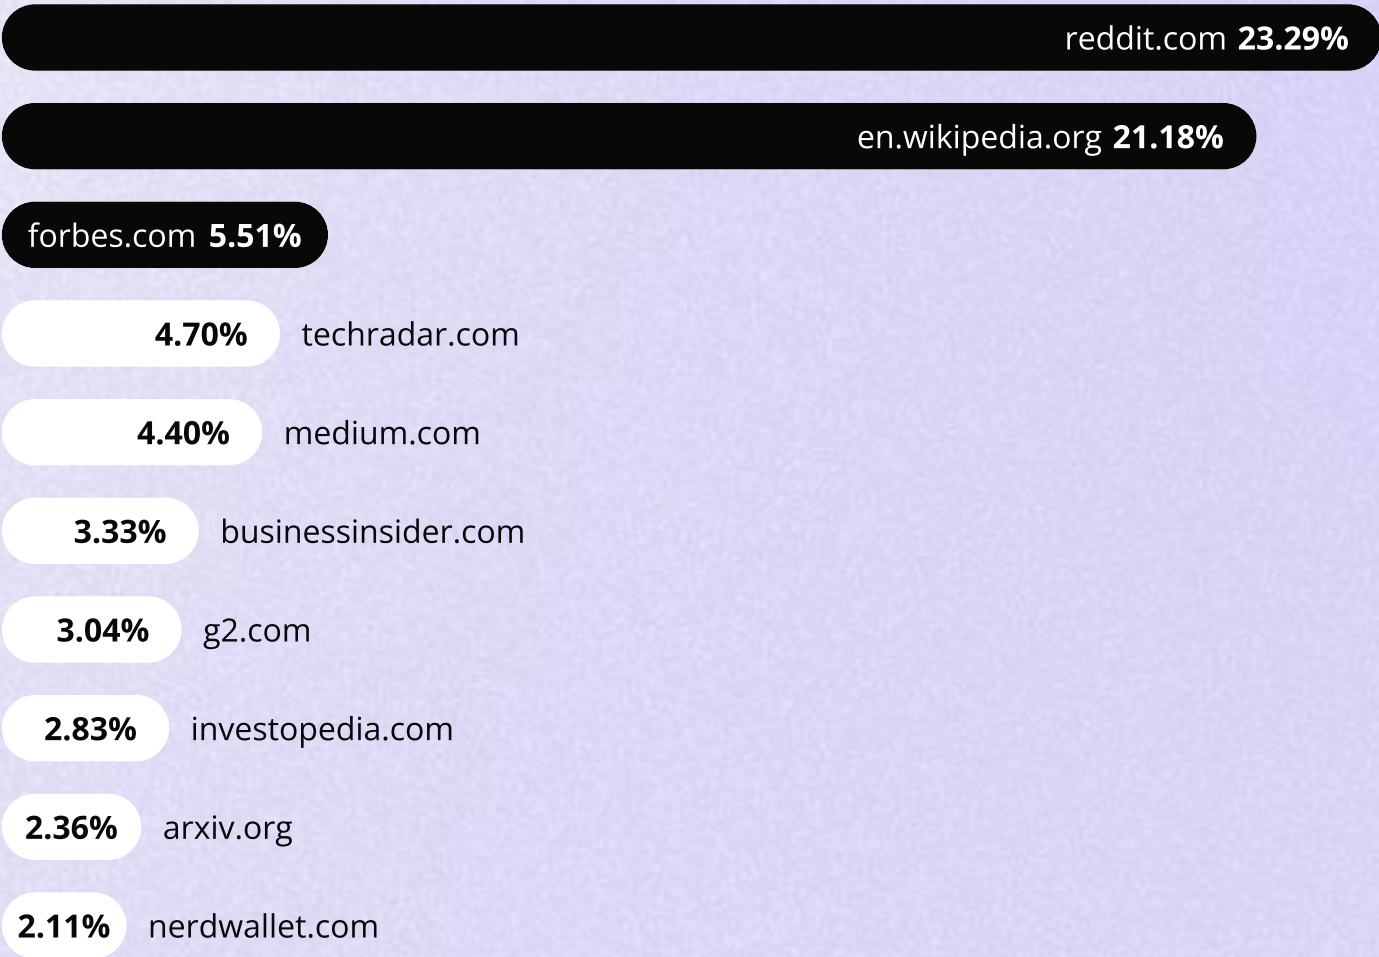 reddit.com 23.29%
en.wikipedia.org 21.18%
forbes.com 5.51%
4.70% techradar.com
4.40% medium.com
3.33% businessinsider.com
3.04% g2.com
2.83% investopedia.com
2.36% arxiv.org
2.11% nerdwallet.com